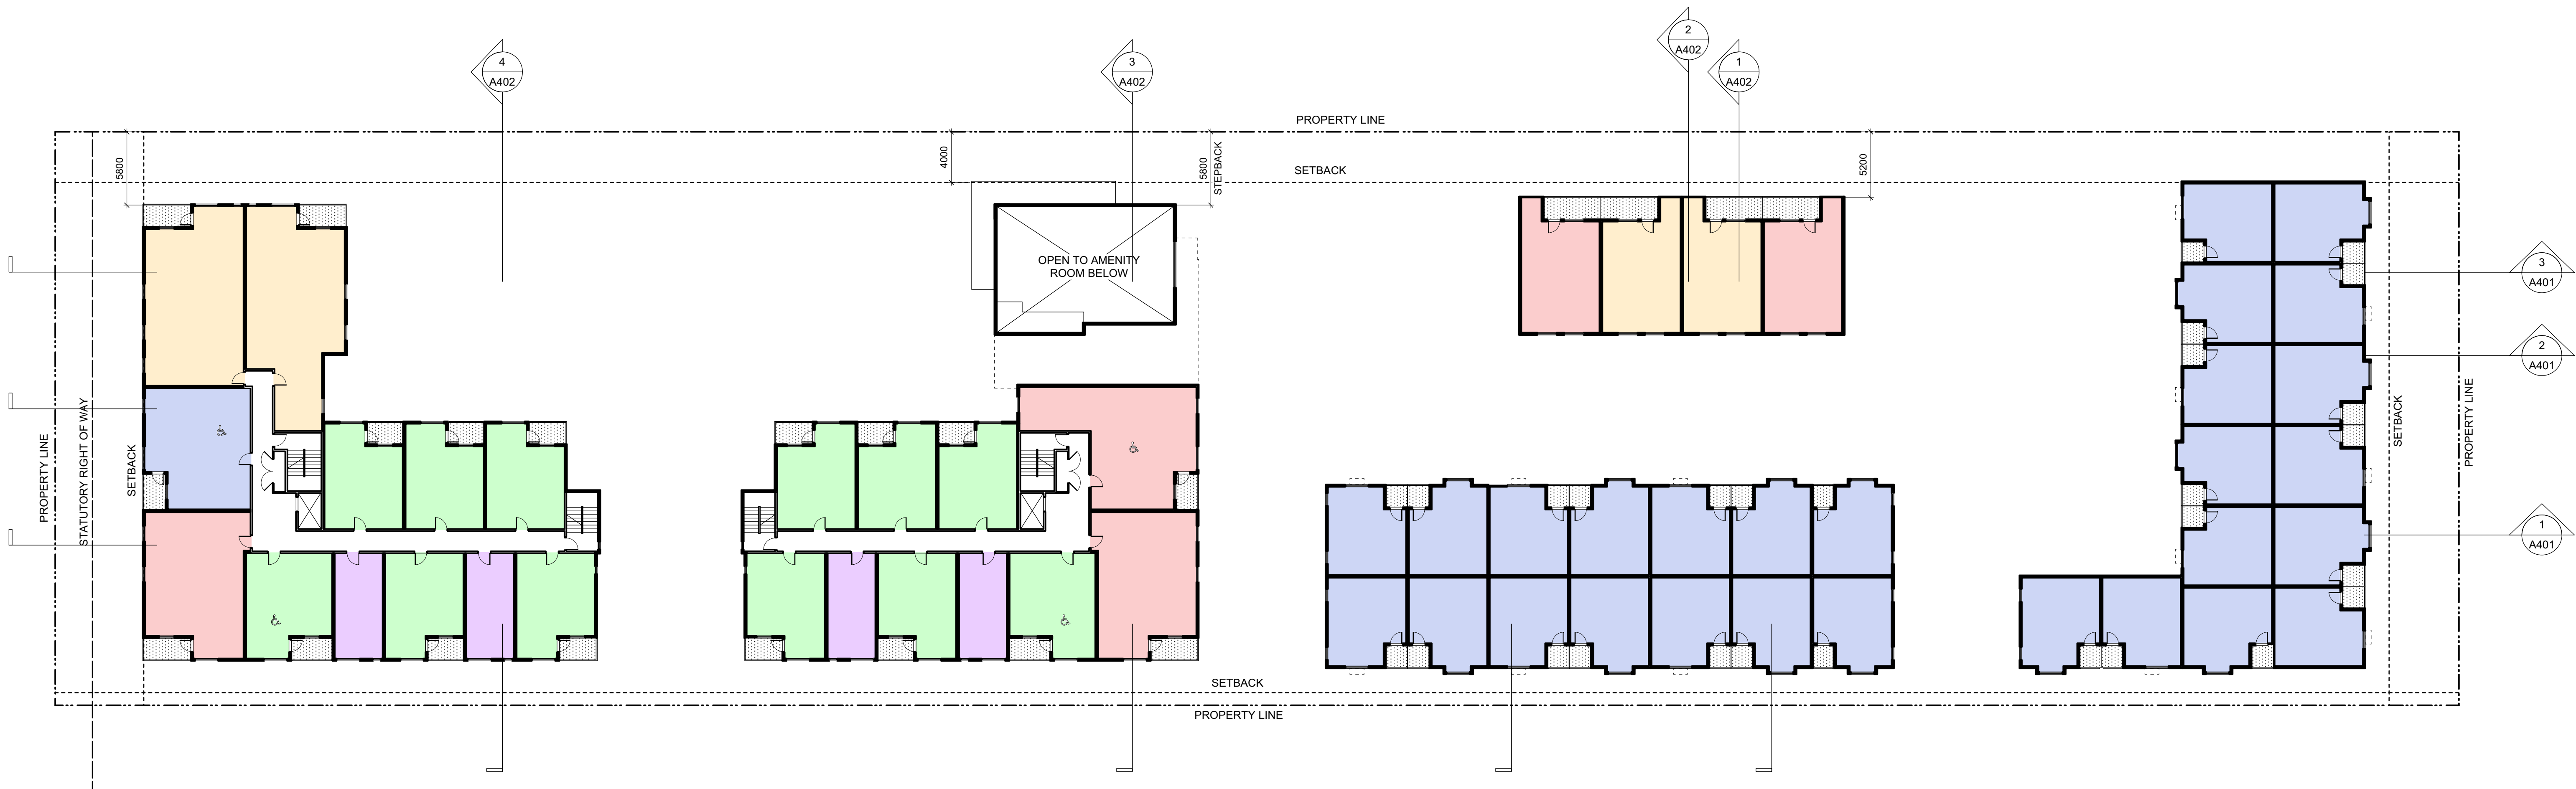 2
A402
4
A402
3
A402
1
A402
PROPERTY LINE
5800
4000
5800
STEPBACK
5200
SETBACK
OPEN TO AMENITY
ROOM BELOW
3
A401
2
A401
1
A401
PROPERTY LINE
STATUTORY RIGHT OF WAY
SETBACK
SETBACK
PROPERTY LINE
SETBACK
PROPERTY LINE